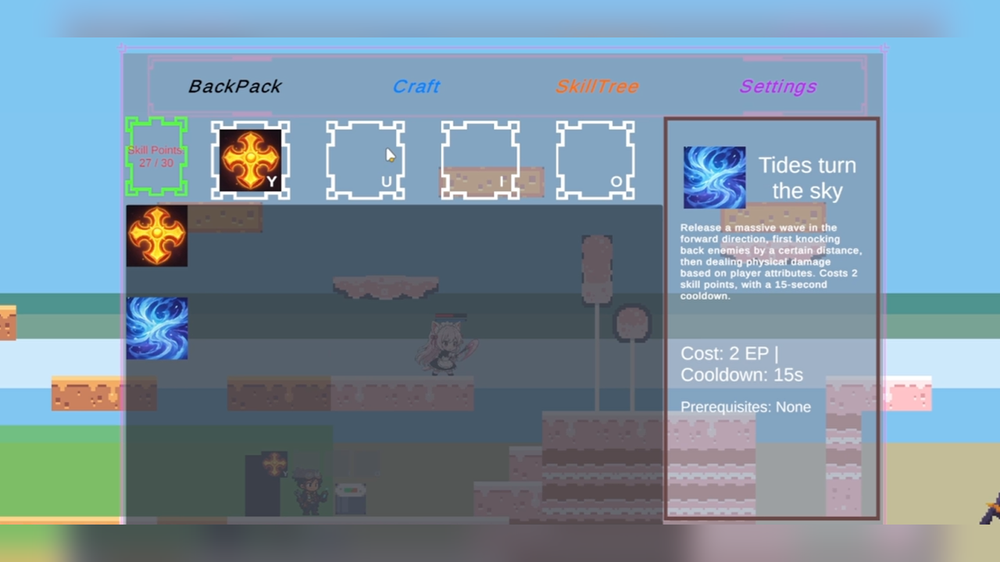 BackPack Craft SkillTree Settings
Skill Points
27 / 30
Y
U
I
O
Tides turn
the sky
Release a massive wave in the
forward direction, first knocking
back enemies by a certain distance,
then dealing physical damage
based on player attributes. Costs 2
skill points, with a 15-second
cooldown.
Cost: 2 EP |
Cooldown: 15s
Prerequisites: None